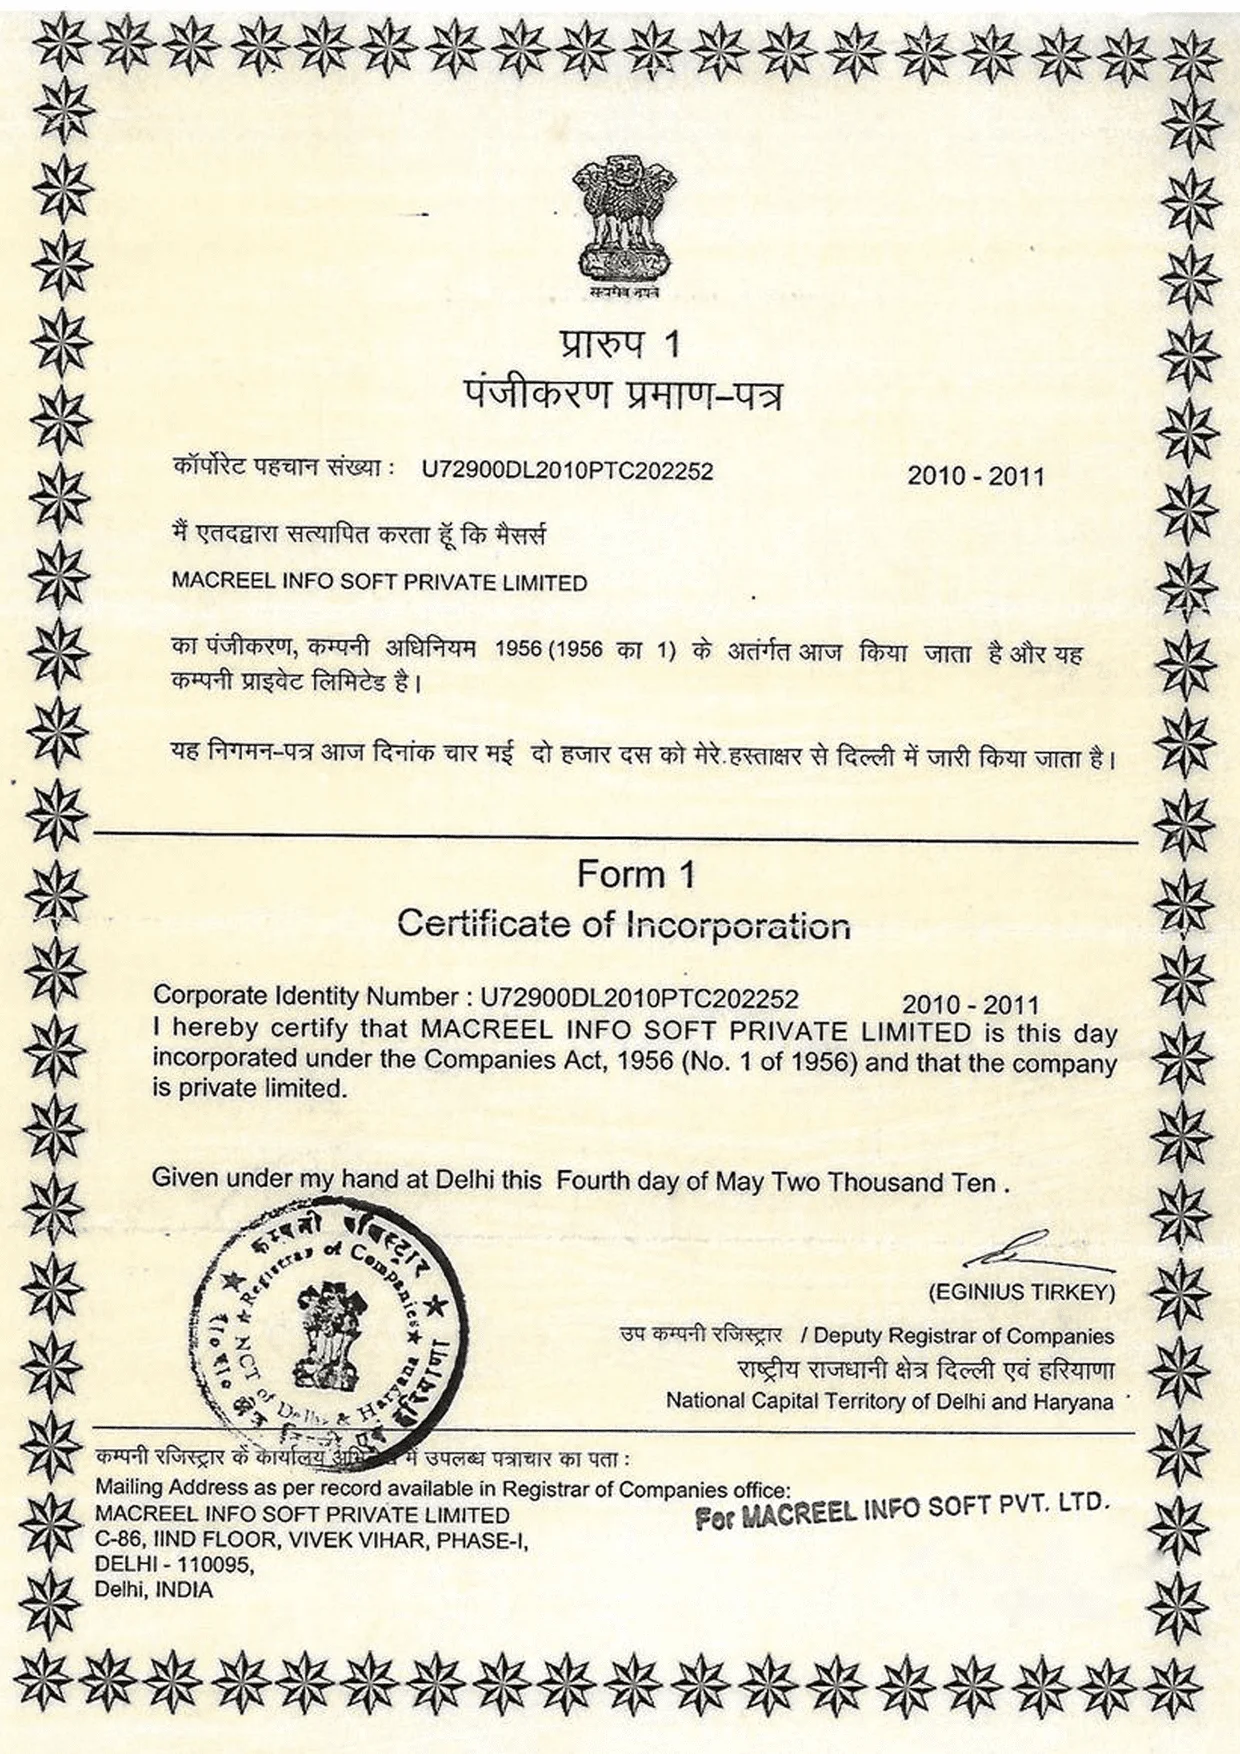 सत्यमेव जयते
प्रारुप 1
पंजीकरण प्रमाण–पत्र
कॉर्पोरेट पहचान संख्या : U72900DL2010PTC202252 2010 - 2011
मैं एतदद्वारा सत्यापित करता हूँ कि मैसर्स
MACREEL INFO SOFT PRIVATE LIMITED
का पंजीकरण, कम्पनी अधिनियम 1956 (1956 का 1) के अतंर्गत आज किया जाता है और यह
कम्पनी प्राइवेट लिमिटेड है।
यह निगमन–पत्र आज दिनांक चार मई दो हजार दस को मेरे हस्ताक्षर से दिल्ली में जारी किया जाता है।
Form 1
Certificate of Incorporation
Corporate Identity Number : U72900DL2010PTC202252 2010 - 2011
I hereby certify that MACREEL INFO SOFT PRIVATE LIMITED is this day
incorporated under the Companies Act, 1956 (No. 1 of 1956) and that the company
is private limited.
Given under my hand at Delhi this Fourth day of May Two Thousand Ten .
कम्पनी रजिस्ट्रार
Registrar of Companies
NCT of Delhi & Haryana
एवं हरियाणा
(EGINIUS TIRKEY)
उप कम्पनी रजिस्ट्रार / Deputy Registrar of Companies
राष्ट्रीय राजधानी क्षेत्र दिल्ली एवं हरियाणा
National Capital Territory of Delhi and Haryana
कम्पनी रजिस्ट्रार के कार्यालय में उपलब्ध पत्राचार का पता :
Mailing Address as per record available in Registrar of Companies office:
MACREEL INFO SOFT PRIVATE LIMITED
For MACREEL INFO SOFT PVT. LTD.
C-86, IIND FLOOR, VIVEK VIHAR, PHASE-I,
DELHI - 110095,
Delhi, INDIA